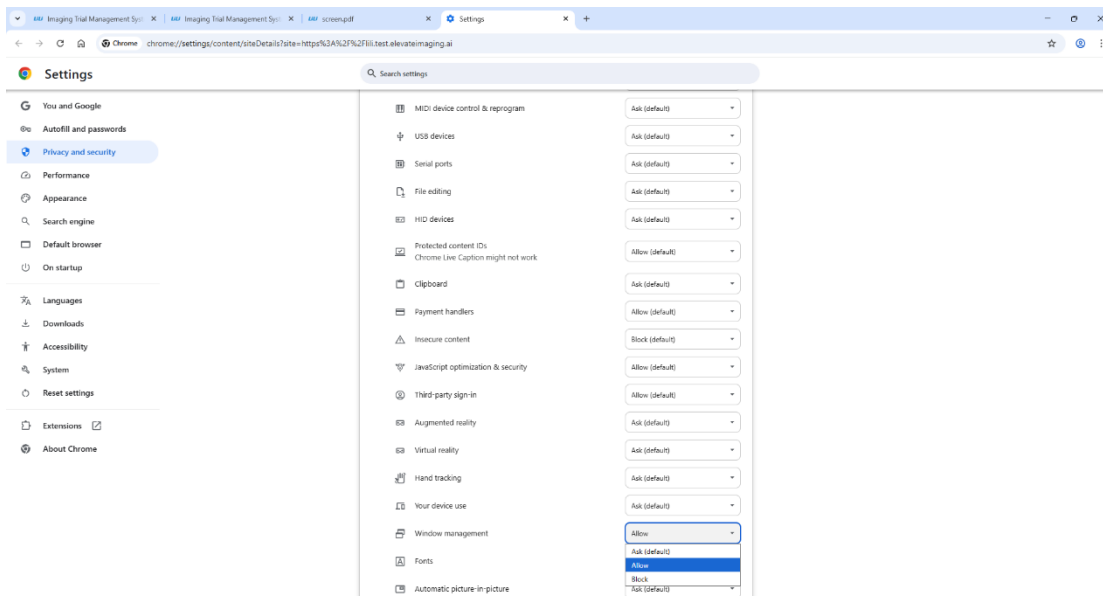 Imaging Trial Management Syst
Imaging Trial Management Syst
screen.pdf
Settings
Chrome
chrome://settings/content/siteDetails?site=https%3A%2F%2Flili.test.elevateimaging.ai
Settings
Search settings
You and Google
Autofill and passwords
Privacy and security
Performance
Appearance
Search engine
Default browser
On startup
Languages
Downloads
Accessibility
System
Reset settings
Extensions
About Chrome
MIDI device control & reprogram Ask (default)
USB devices Ask (default)
Serial ports Ask (default)
File editing Ask (default)
HID devices Ask (default)
Protected content IDs
Chrome Live Caption might not work Allow (default)
Clipboard Ask (default)
Payment handlers Allow (default)
Insecure content Block (default)
JavaScript optimization & security Allow (default)
Third-party sign-in Allow (default)
Augmented reality Ask (default)
Virtual reality Ask (default)
Hand tracking Ask (default)
Your device use Ask (default)
Window management Allow
Ask (default)
Allow
Block
Fonts
Automatic picture-in-picture Ask (default)